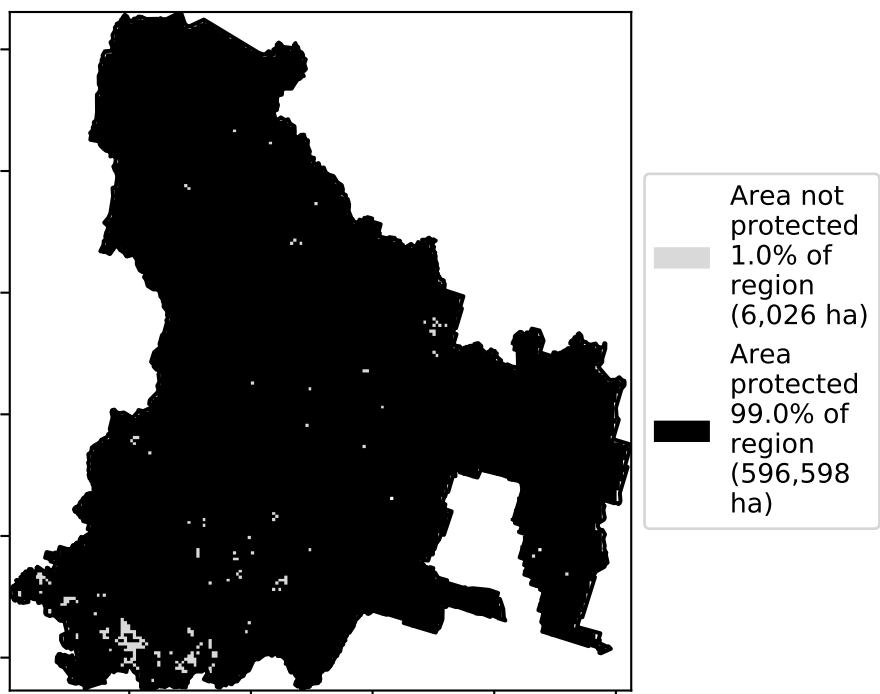 Area not
protected
1.0% of
region
(6,026 ha)
Area
protected
99.0% of
region
(596,598
ha)